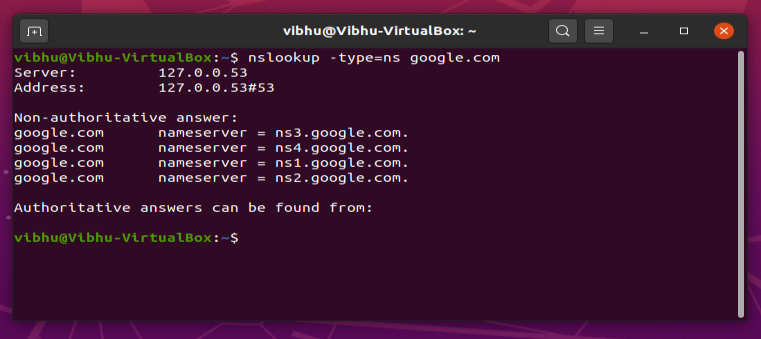 vibhu@Vibhu-VirtualBox: ~
vibhu@Vibhu-VirtualBox:~$ nslookup -type=ns google.com
Server:         127.0.0.53
Address:        127.0.0.53#53

Non-authoritative answer:
google.com      nameserver = ns3.google.com.
google.com      nameserver = ns4.google.com.
google.com      nameserver = ns1.google.com.
google.com      nameserver = ns2.google.com.

Authoritative answers can be found from:

vibhu@Vibhu-VirtualBox:~$